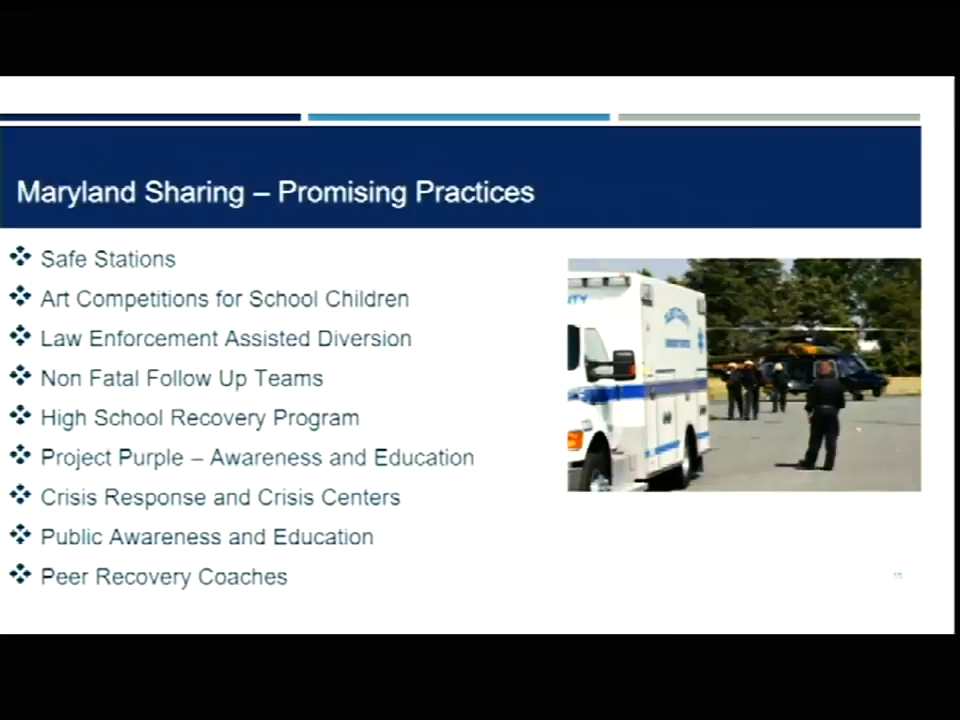 Maryland Sharing – Promising Practices
Safe Stations
Art Competitions for School Children
Law Enforcement Assisted Diversion
Non Fatal Follow Up Teams
High School Recovery Program
Project Purple – Awareness and Education
Crisis Response and Crisis Centers
Public Awareness and Education
Peer Recovery Coaches